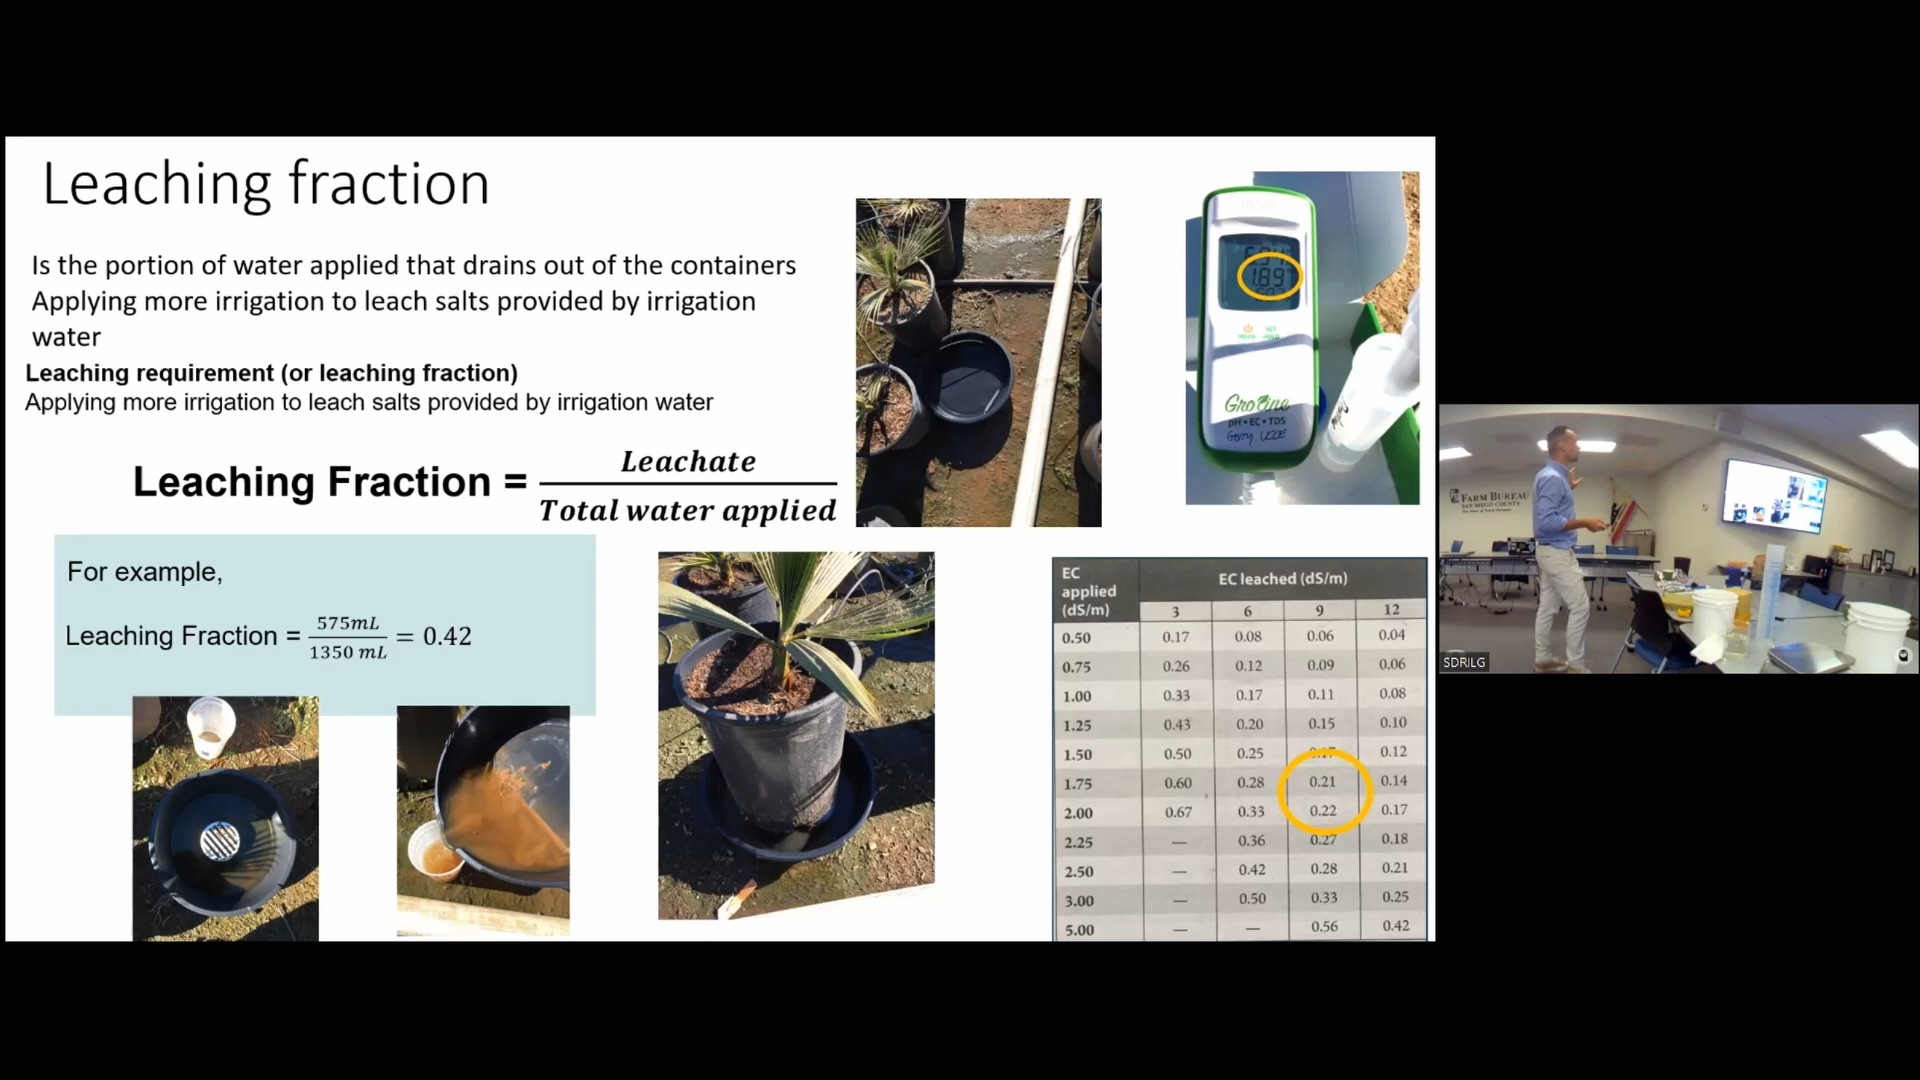 Leaching fraction
Is the portion of water applied that drains out of the containers
Applying more irrigation to leach salts provided by irrigation
water
Leaching requirement (or leaching fraction)
Applying more irrigation to leach salts provided by irrigation water
Leaching Fraction = Leachate / Total water applied
For example,
Leaching Fraction = 575mL / 1350 mL = 0.42
1.89
GroLine
pH • EC • TDS
Gerry UCCE
EC applied (dS/m) EC leached (dS/m)
3 6 9 12
0.50 0.17 0.08 0.06 0.04
0.75 0.26 0.12 0.09 0.06
1.00 0.33 0.17 0.11 0.08
1.25 0.43 0.20 0.15 0.10
1.50 0.50 0.25 0.17 0.12
1.75 0.60 0.28 0.21 0.14
2.00 0.67 0.33 0.22 0.17
2.25 — 0.36 0.27 0.18
2.50 — 0.42 0.28 0.21
3.00 — 0.50 0.33 0.25
5.00 — — 0.56 0.42
FARM BUREAU
SAN DIEGO COUNTY
SDRILG